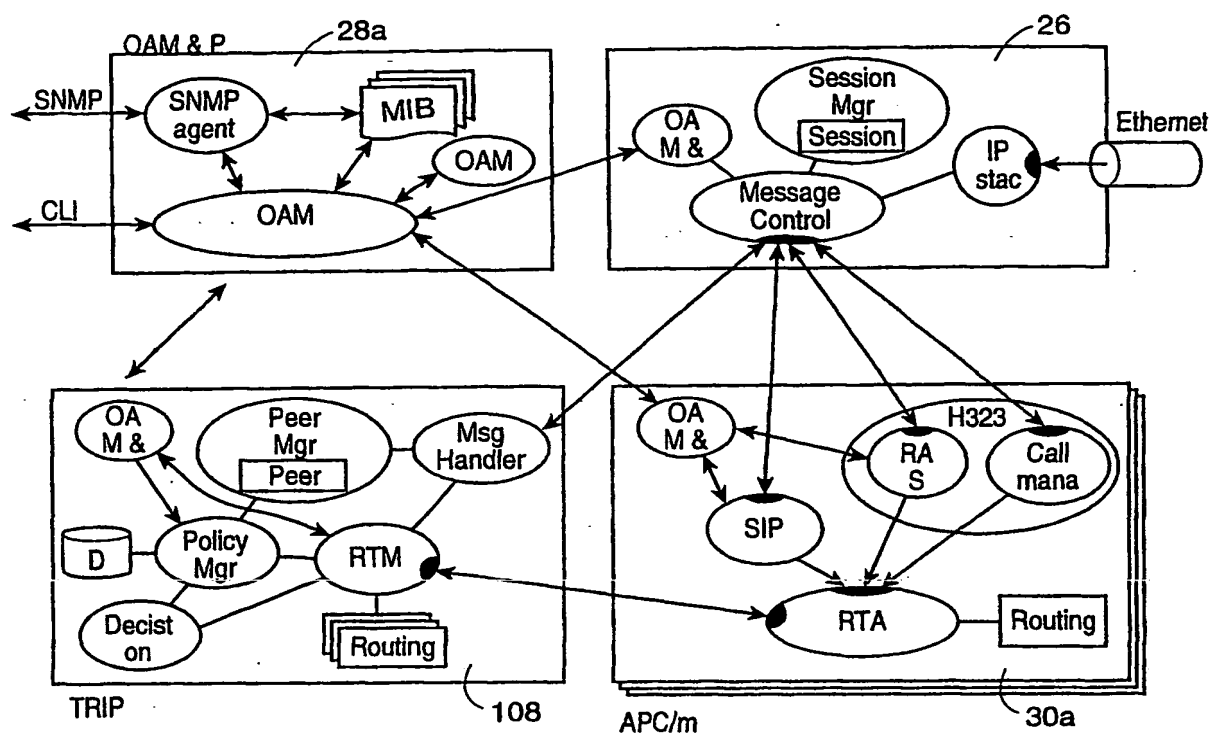 OAM & P
28a
SNMP
SNMP
agent
MIB
OAM
CLI
OAM
26
Session
Mgr
Session
OA
M &
IP
stac
Message
Control
Ethernet
OA
M &
Peer
Mgr
Peer
Msg
Handler
D
Policy
Mgr
RTM
Decist
on
Routing
TRIP
108
OA
M &
H323
RA
S
Call
mana
SIP
RTA
Routing
APC/m
30a